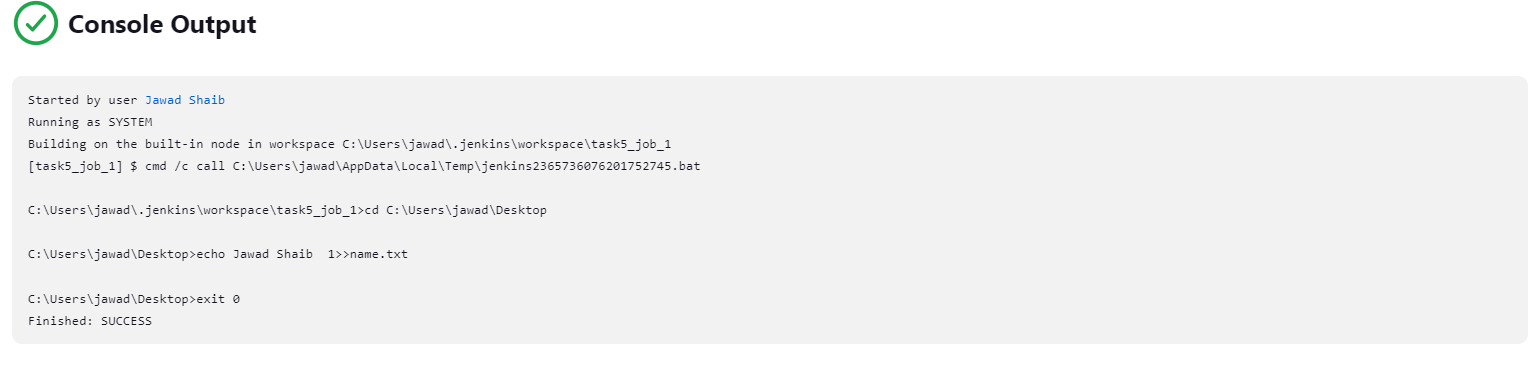 Console Output
Started by user Jawad Shaib
Running as SYSTEM
Building on the built-in node in workspace C:\Users\jawad\.jenkins\workspace\task5_job_1
[task5_job_1] $ cmd /c call C:\Users\jawad\AppData\Local\Temp\jenkins2365736076201752745.bat
C:\Users\jawad\.jenkins\workspace\task5_job_1>cd C:\Users\jawad\Desktop
C:\Users\jawad\Desktop>echo Jawad Shaib  1>>name.txt
C:\Users\jawad\Desktop>exit 0
Finished: SUCCESS